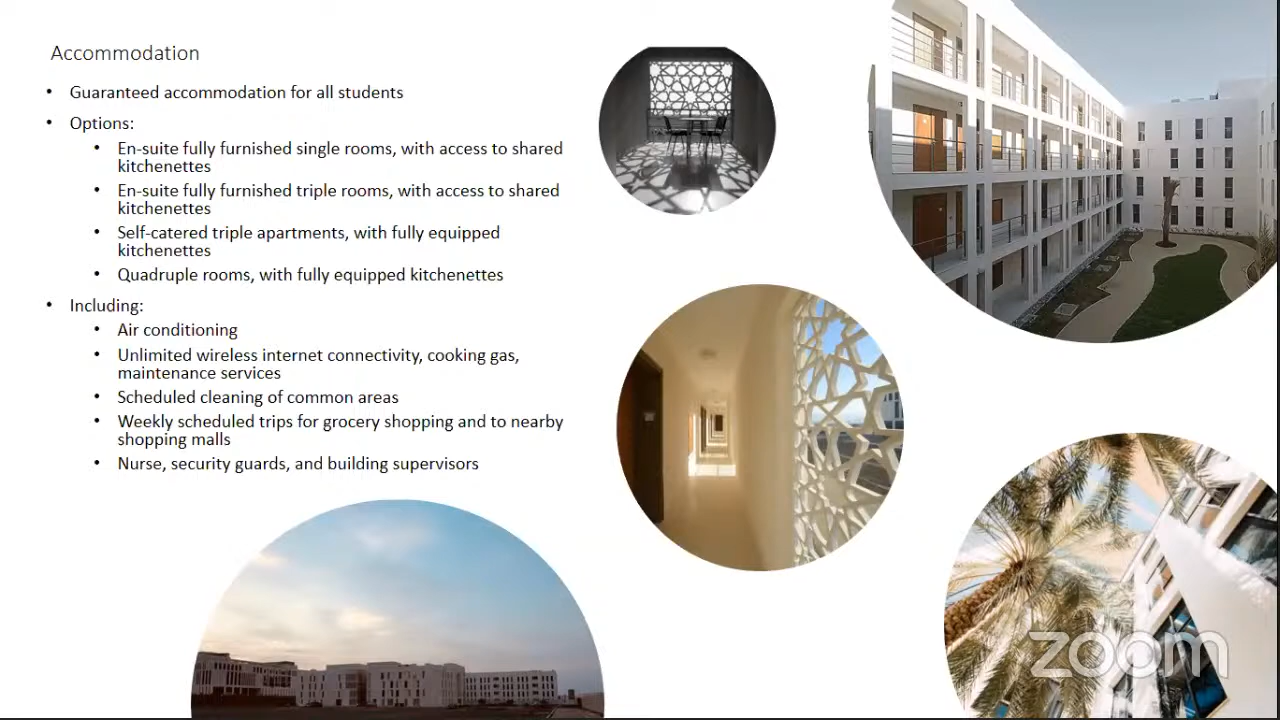 Accommodation
• Guaranteed accommodation for all students
• Options:
• En-suite fully furnished single rooms, with access to shared
kitchenettes
• En-suite fully furnished triple rooms, with access to shared
kitchenettes
• Self-catered triple apartments, with fully equipped
kitchenettes
• Quadruple rooms, with fully equipped kitchenettes
• Including:
• Air conditioning
• Unlimited wireless internet connectivity, cooking gas,
maintenance services
• Scheduled cleaning of common areas
• Weekly scheduled trips for grocery shopping and to nearby
shopping malls
• Nurse, security guards, and building supervisors
zoom